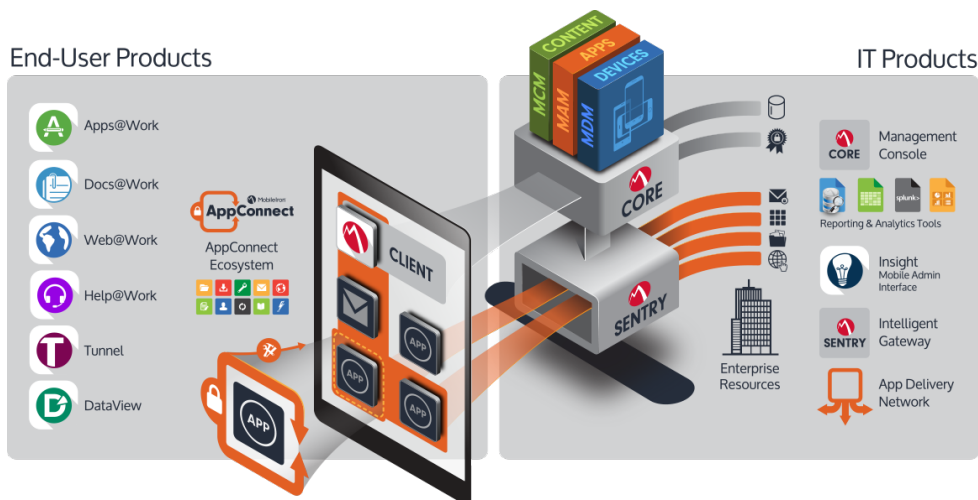 End-User Products
IT Products
Apps@Work
Docs@Work
Web@Work
Help@Work
Tunnel
DataView
MobileIron
AppConnect
AppConnect
Ecosystem
CLIENT
APP
APP
APP
APP
CONTENT
APPS
DEVICES
MCM
MAM
MDM
CORE
SENTRY
Enterprise
Resources
CORE
Management
Console
splunk>
Reporting & Analytics Tools
Insight
Mobile Admin
Interface
SENTRY
Intelligent
Gateway
App Delivery
Network